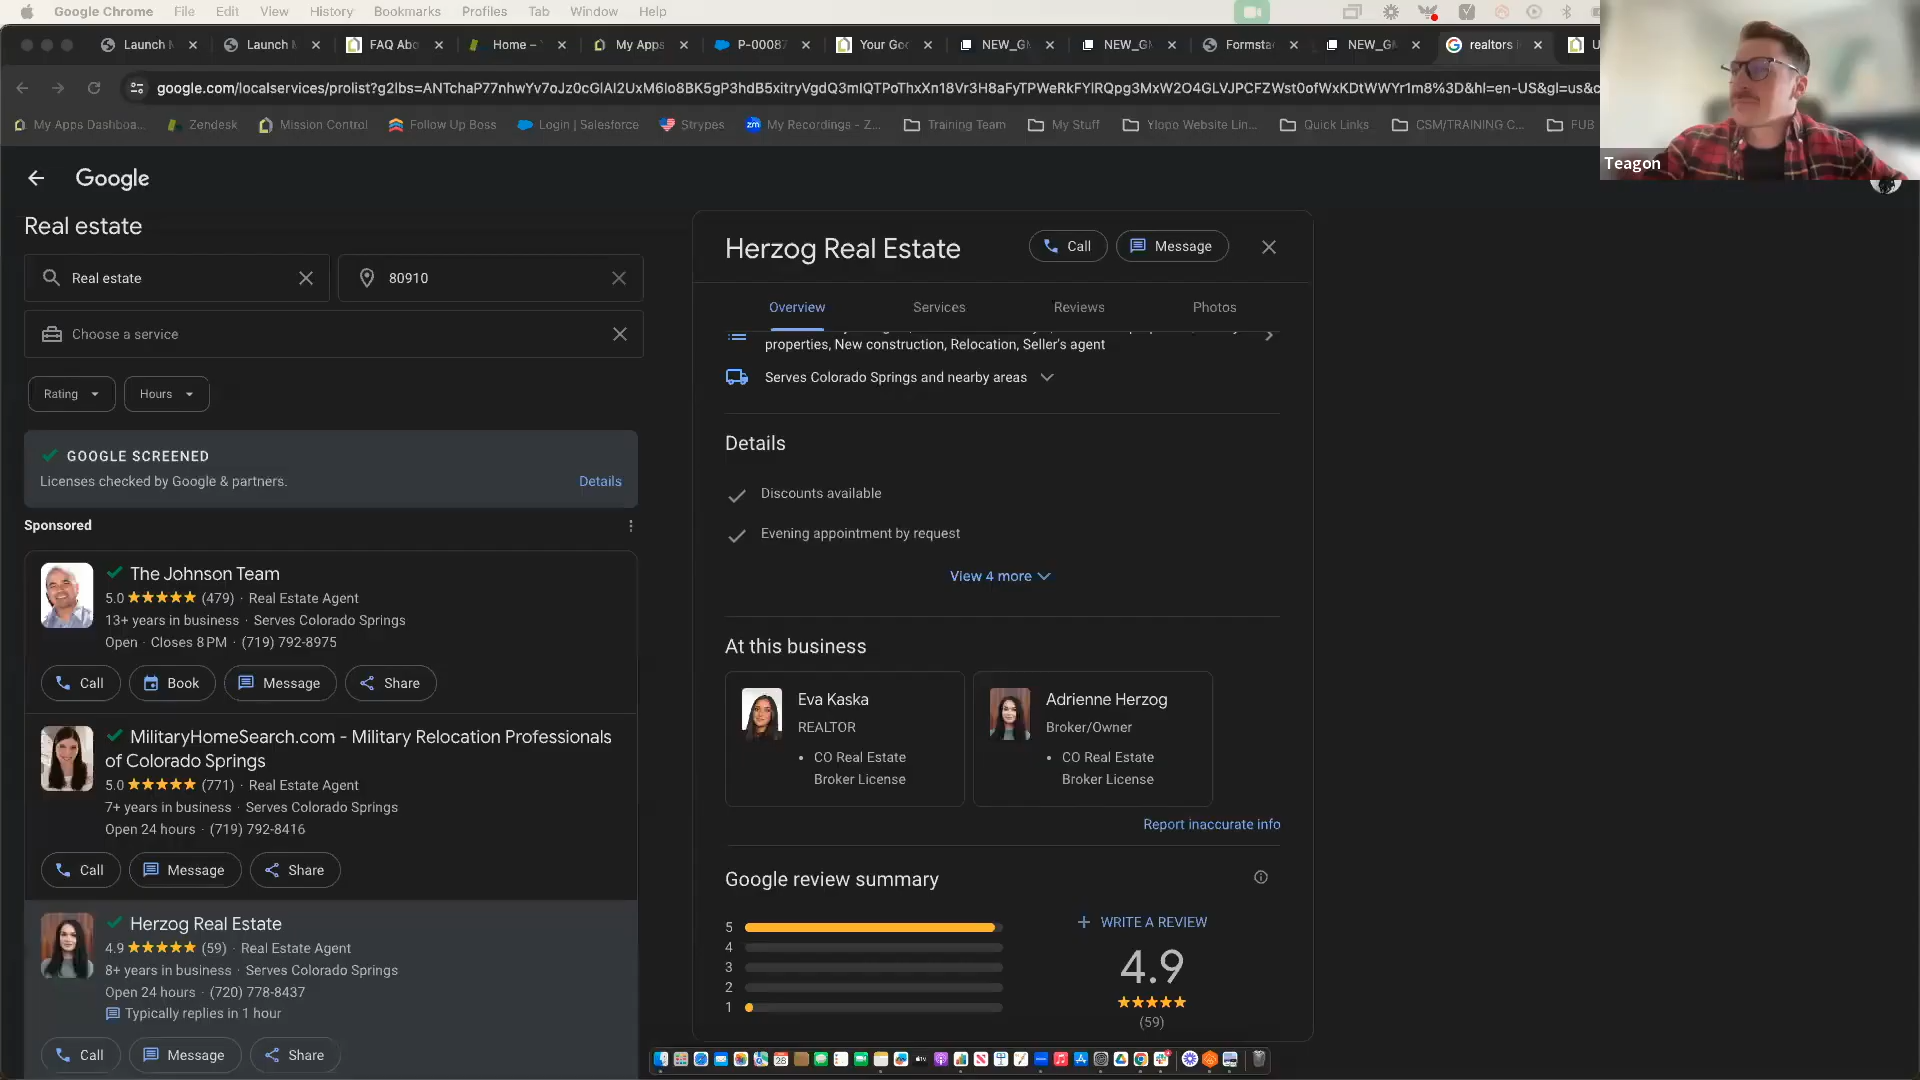 Google Chrome File Edit View History Bookmarks Profiles Tab Window Help
Launch Launch FAQ Abo Home – My Apps P-00087 Your Goo NEW_G NEW_G Formsta NEW_G realtors
google.com/localservices/prolist?
My Apps Dashboa... Zendesk Mission Control Follow Up Boss Login | Salesforce Strypes My Recordings - Z... Training Team My Stuff Ylopo Website Lin... Quick Links CSM/TRAINING C... FUB
Teagon
Google
Real estate
Real estate
80910
Choose a service
Rating
Hours
GOOGLE SCREENED
Licenses checked by Google & partners.
Details
Sponsored
The Johnson Team
5.0 ★★★★★ (479) · Real Estate Agent
13+ years in business · Serves Colorado Springs
Open · Closes 8 PM · (719) 792-8975
Call Book Message Share
MilitaryHomeSearch.com - Military Relocation Professionals
of Colorado Springs
5.0 ★★★★★ (771) · Real Estate Agent
7+ years in business · Serves Colorado Springs
Open 24 hours · (719) 792-8416
Call Message Share
Herzog Real Estate
4.9 ★★★★★ (59) · Real Estate Agent
8+ years in business · Serves Colorado Springs
Open 24 hours · (720) 778-8437
Typically replies in 1 hour
Call Message Share
Herzog Real Estate
Call Message
Overview Services Reviews Photos
properties, New construction, Relocation, Seller's agent
Serves Colorado Springs and nearby areas
Details
Discounts available
Evening appointment by request
View 4 more
At this business
Eva Kaska
REALTOR
• CO Real Estate
Broker License
Adrienne Herzog
Broker/Owner
• CO Real Estate
Broker License
Report inaccurate info
Google review summary
5
4
3
2
1
WRITE A REVIEW
4.9
★★★★★
(59)